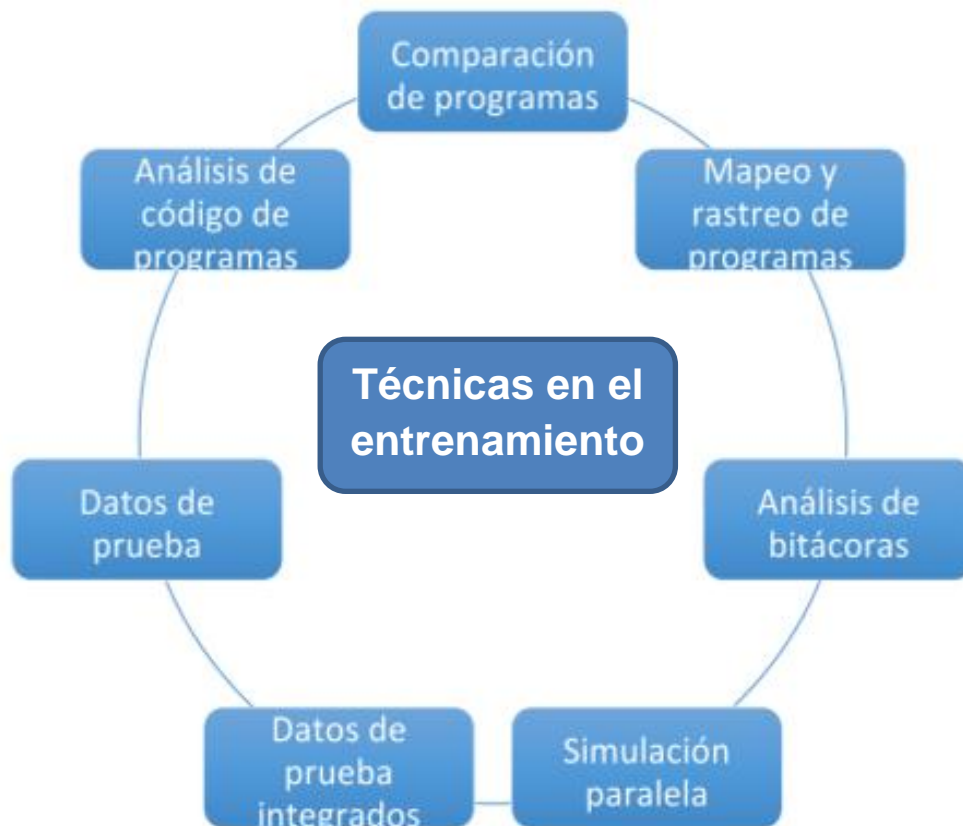 Comparación
de programas
Análisis de
código de
programas
Mapeo y
rastreo de
programas
Técnicas en el
entrenamiento
Datos de
prueba
Análisis de
bitácoras
Datos de
prueba
integrados
Simulación
paralela